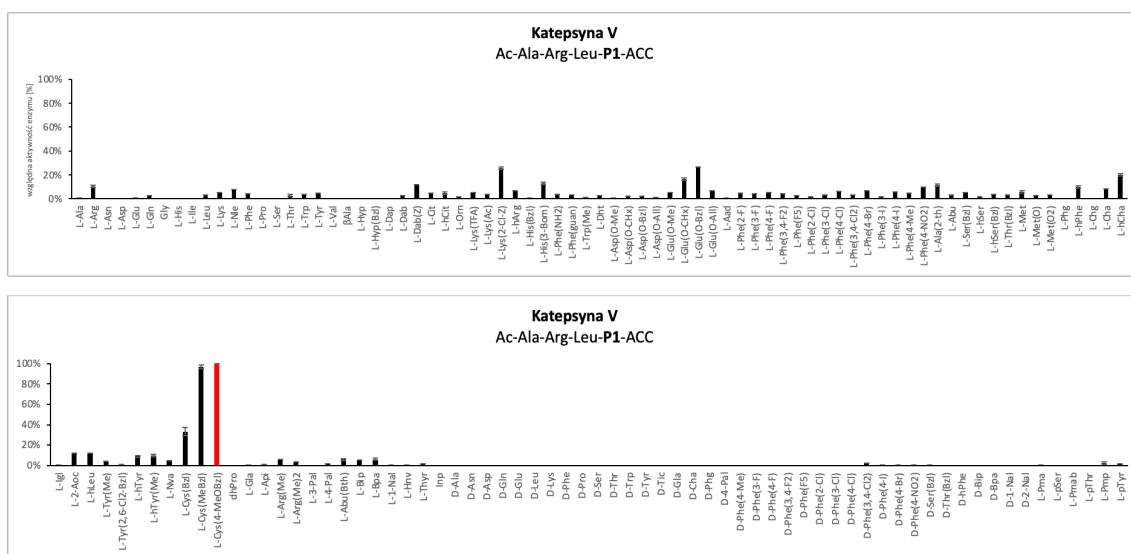 Katepsyna V
Ac-Ala-Arg-Leu-P1-ACC
względna aktywność enzymu [%]
100%
80%
60%
40%
20%
0%
L-Ala
L-Arg
L-Asn
L-Asp
L-Glu
L-Gln
Gly
L-His
L-Ile
L-Leu
L-Lys
L-Nle
L-Phe
L-Pro
L-Ser
L-Thr
L-Trp
L-Tyr
L-Val
βAla
L-Hyp
L-Hyp(Bzl)
L-Dap
L-Dab
L-Dab(Z)
L-Cit
L-hCit
L-Orn
L-Lys(TFA)
L-Lys(Ac)
L-Lys(2-Cl-Z)
L-hArg
L-His(Bzl)
L-His(3-Bom)
L-Phe(NH2)
L-Phe(guan)
L-Trp(Me)
L-Dht
L-Asp(O-Me)
L-Asp(O-CHx)
L-Asp(O-Bzl)
L-Asp(O-All)
L-Glu(O-Me)
L-Glu(O-CHx)
L-Glu(O-Bzl)
L-Glu(O-All)
L-Aad
L-Phe(2-F)
L-Phe(3-F)
L-Phe(4-F)
L-Phe(3,4-F2)
L-Phe(F5)
L-Phe(2-Cl)
L-Phe(3-Cl)
L-Phe(4-Cl)
L-Phe(3,4-Cl2)
L-Phe(4-Br)
L-Phe(3-I)
L-Phe(4-I)
L-Phe(4-Me)
L-Phe(4-NO2)
L-Ala(2-th)
L-Abu
L-Ser(Bzl)
L-hSer
L-hSer(Bzl)
L-Thr(Bzl)
L-Met
L-Met(O)
L-Met(O2)
L-Phg
L-hPhe
L-Chg
L-Cha
L-hCha
Katepsyna V
Ac-Ala-Arg-Leu-P1-ACC
100%
80%
60%
40%
20%
0%
L-Igl
L-2-Aoc
L-hLeu
L-Tyr(Me)
L-Tyr(2,6-Cl2-Bzl)
L-hTyr
L-hTyr(Me)
L-Nva
L-Cys(Bzl)
L-Cys(MeBzl)
L-Cys(4-MeOBzl)
dhPro
L-Gla
L-Api
L-Arg(Me)
L-Arg(Me)2
L-3-Pal
L-4-Pal
L-Abu(Bth)
L-Bip
L-Bpa
L-1-Nal
L-Hnv
L-Thyr
Inp
D-Ala
D-Asn
D-Asp
D-Gln
D-Glu
D-Leu
D-Lys
D-Phe
D-Pro
D-Ser
D-Thr
D-Trp
D-Tyr
D-Tic
D-Gla
D-Cha
D-Phg
D-4-Pal
D-Phe(4-Me)
D-Phe(3-F)
D-Phe(4-F)
D-Phe(3,4-F2)
D-Phe(F5)
D-Phe(2-Cl)
D-Phe(3-Cl)
D-Phe(4-Cl)
D-Phe(3,4-Cl2)
D-Phe(4-I)
D-Phe(4-Br)
D-Phe(4-NO2)
D-Ser(Bzl)
D-Thr(Bzl)
D-hPhe
D-Bip
D-Bpa
D-1-Nal
D-2-Nal
L-Pma
L-pSer
L-Pmab
L-pThr
L-Pmp
L-pTyr